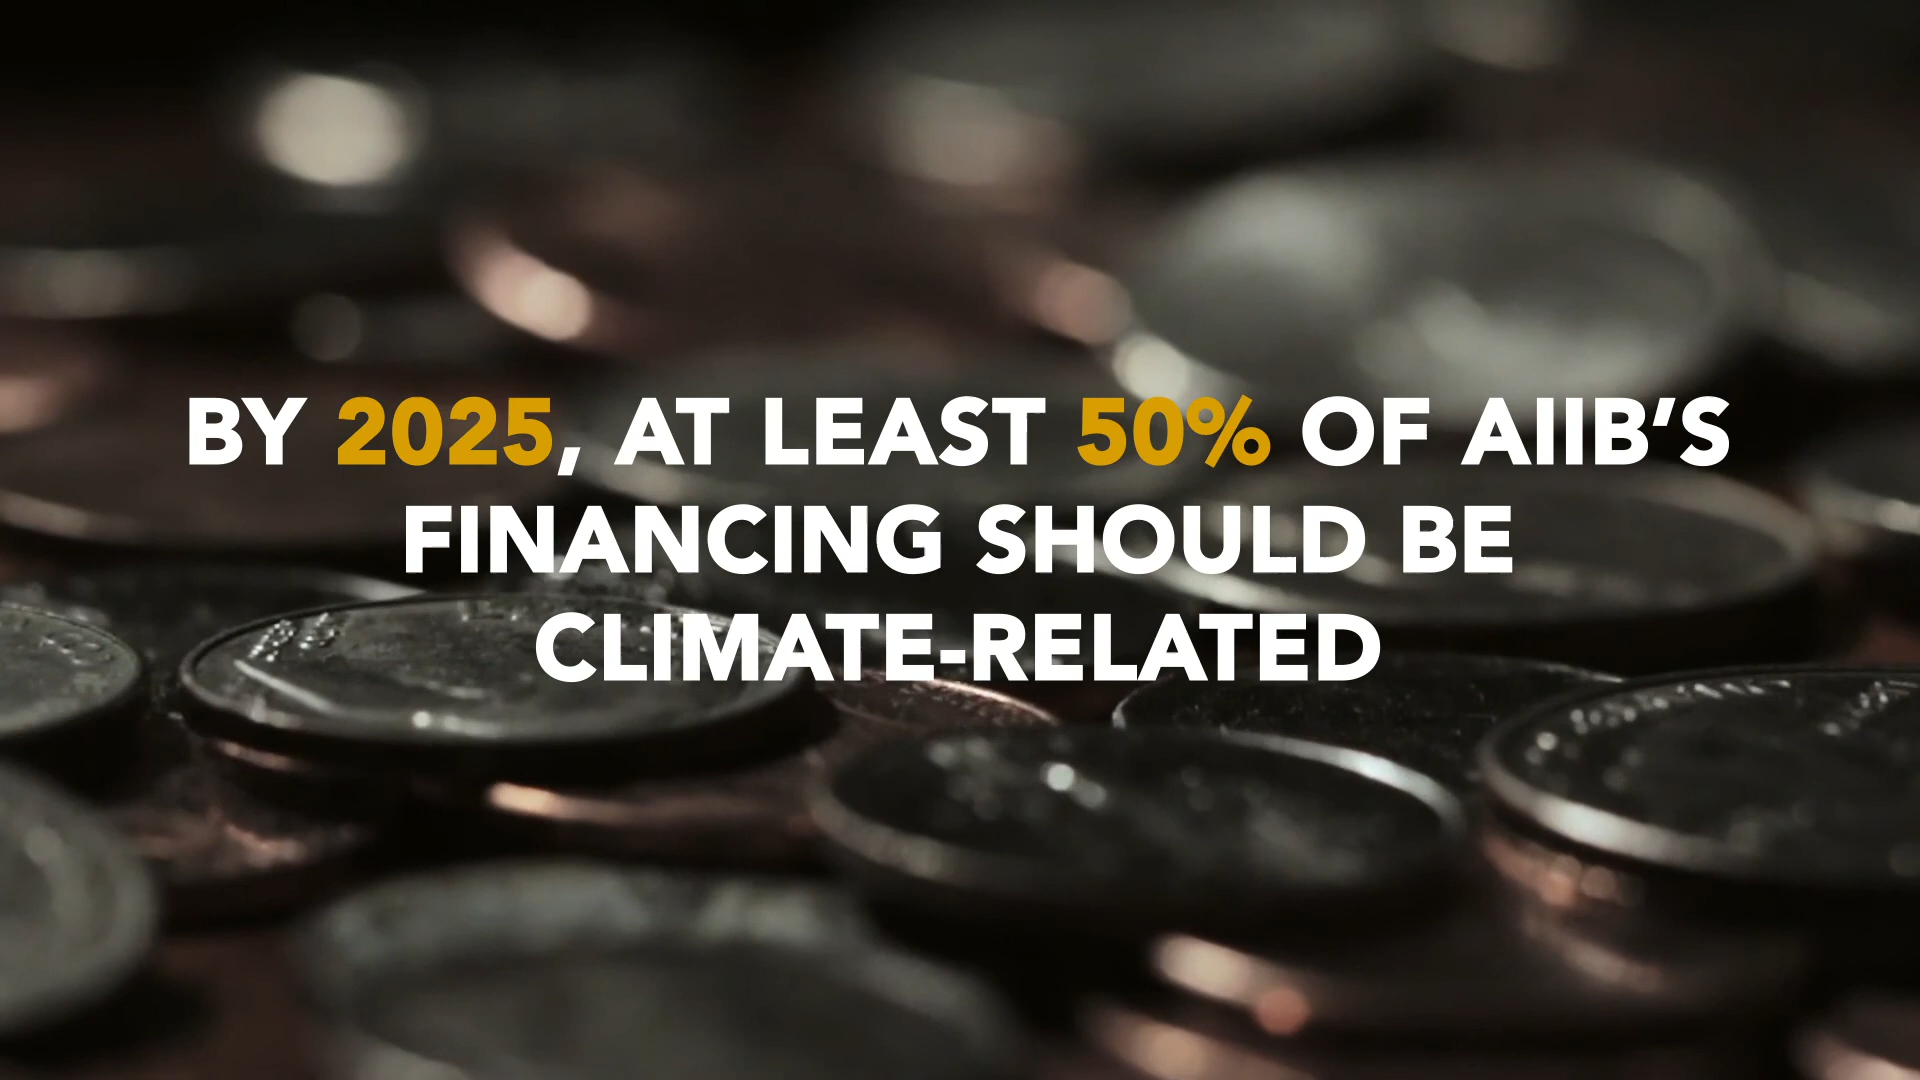 BY 2025, AT LEAST 50% OF AIIB’S
FINANCING SHOULD BE
CLIMATE-RELATED